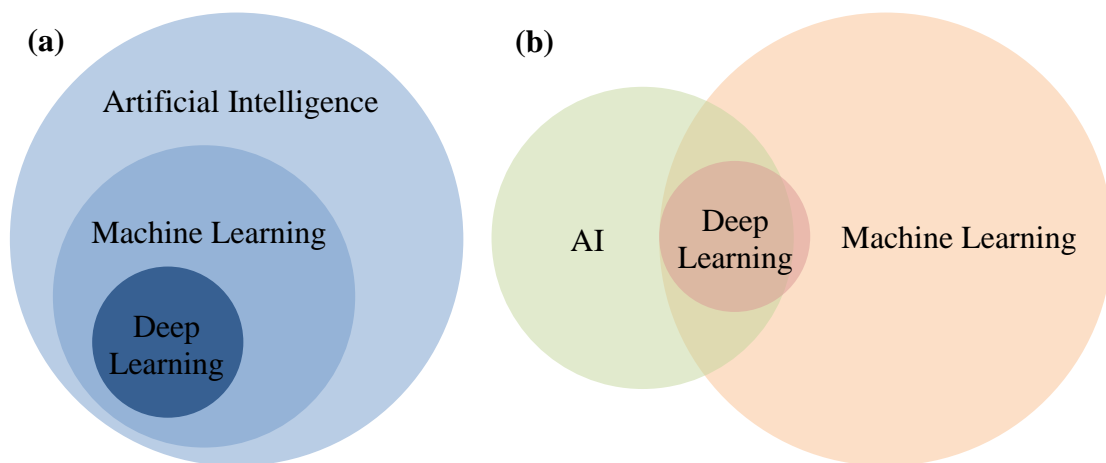 (a)
Artificial Intelligence
Machine Learning
Deep
Learning
(b)
AI
Deep
Learning
Machine Learning